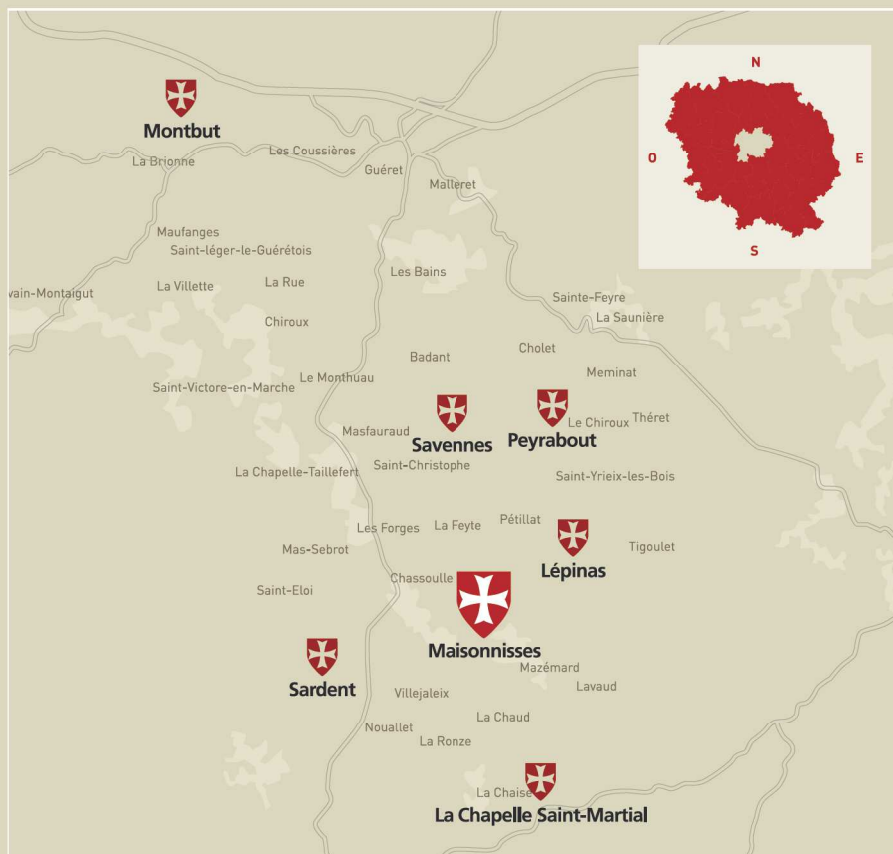 N
Montbut
Les Coussières
La Brionne
O
E
Guéret
Malleret
Maufanges
Saint-léger-le-Guérétois
S
Les Bains
La Rue
La Villette
vain-Montaigut
Sainte-Feyre
La Saunière
Chiroux
Cholet
Badant
Meminat
Le Monthuau
Saint-Victore-en-Marche
Théret
Le Chiroux
Masfauraud
Savennes
Peyrabout
Saint-Christophe
La Chapelle-Taillefert
Saint-Yrieix-les-Bois
Pétillat
La Feyte
Les Forges
Tigoulet
Mas-Sebrot
Lépinas
Chassoulle
Saint-Eloi
Maisonnisses
Mazémard
Lavaud
Sardent
Villejaleix
La Chaud
Nouallet
La Ronze
La Chaise
La Chapelle Saint-Martial